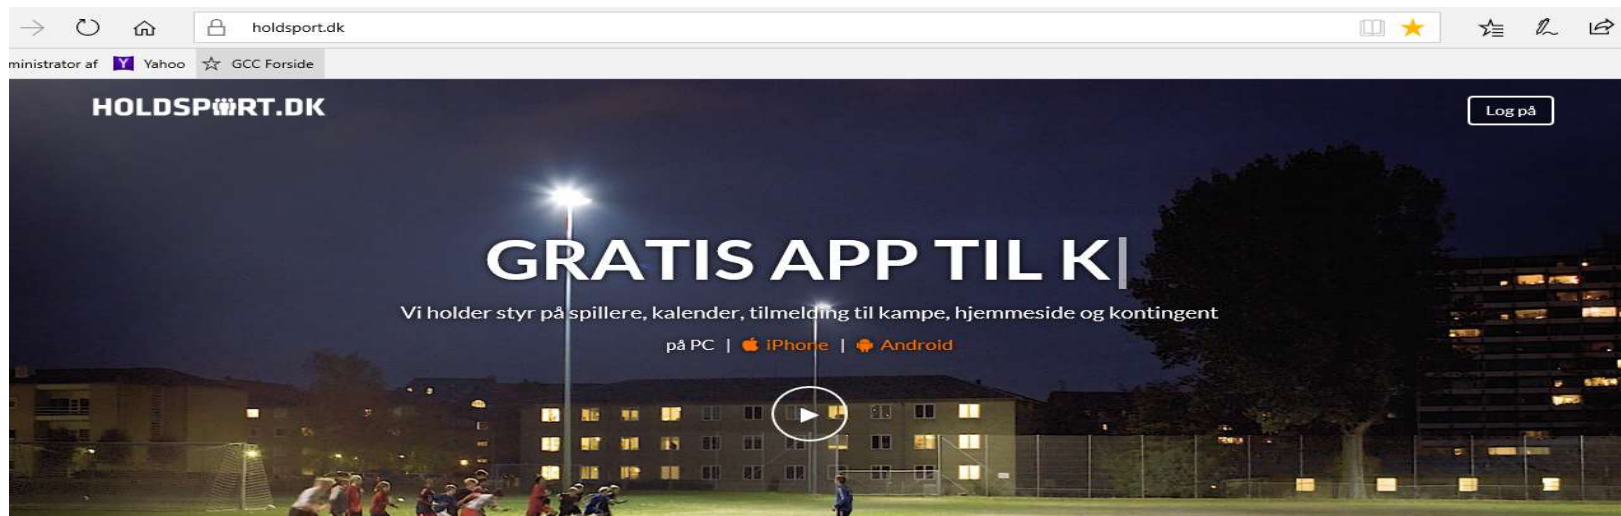 holdsport.dk
ministrator af Yahoo GCC Forside
HOLDSPORT.DK
Log på
GRATIS APP TIL K
Vi holder styr på spillere, kalender, tilmelding til kampe, hjemmeside og kontingent
på PC | iPhone | Android